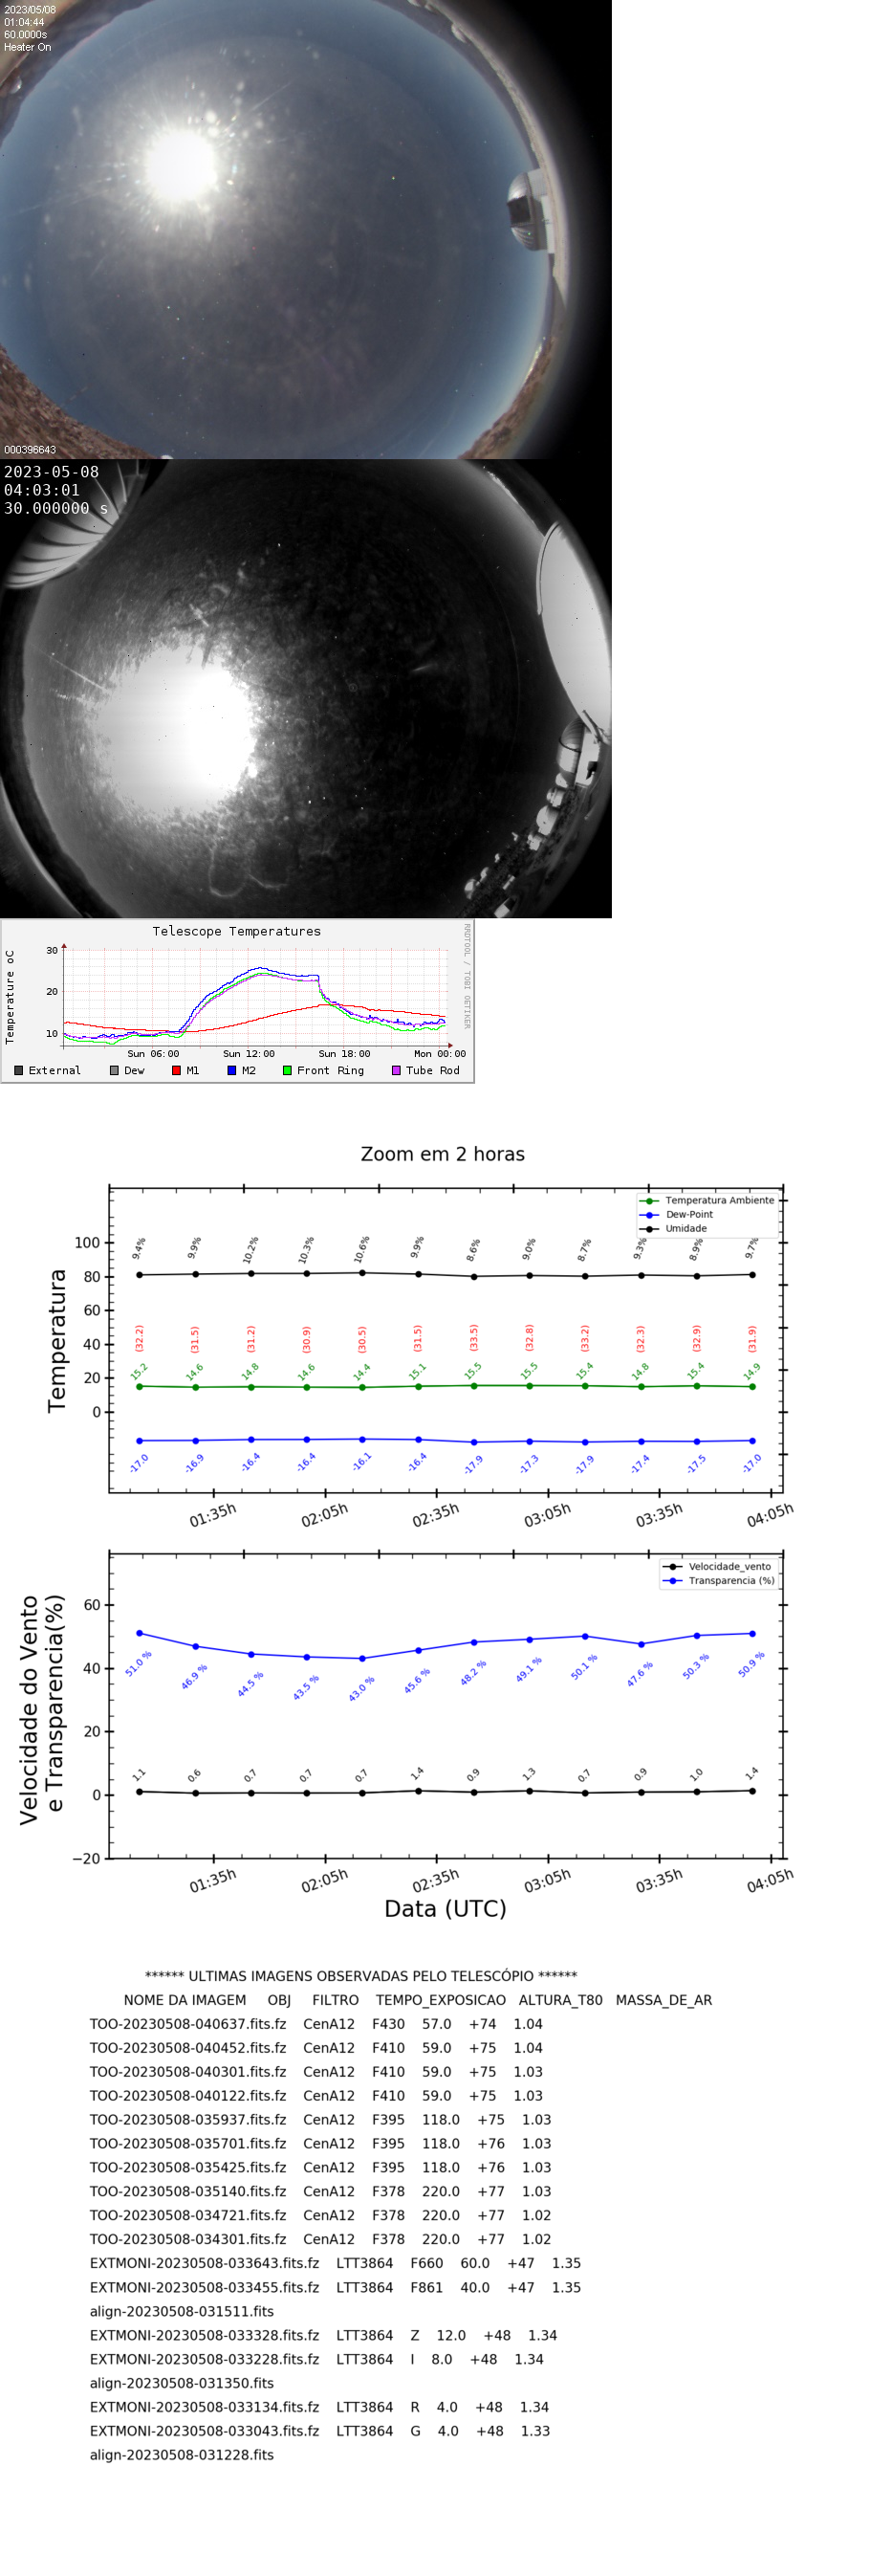 2023/05/08
01:04:44
60.0000s
Heater On
000396643
2023-05-08
04:03:01
30.000000 s
Telescope Temperatures
RRDTOOL / TOBI OETIKER
Temperature oC
30
20
10
Sun 06:00 Sun 12:00 Sun 18:00 Mon 00:00
External Dew M1 M2 Front Ring Tube Rod
Zoom em 2 horas
Temperatura Ambiente
Dew-Point
Umidade
Temperatura
100
80
60
40
20
0
9.4% 9.9% 10.2% 10.3% 10.6% 9.9% 8.6% 9.0% 8.7% 9.3% 8.9% 9.7%
(32.2) (31.5) (31.2) (30.9) (30.5) (31.5) (33.5) (32.8) (33.2) (32.3) (32.9) (31.9)
15.2 14.6 14.8 14.6 14.4 15.1 15.5 15.5 15.4 14.8 15.4 14.9
-17.0 -16.9 -16.4 -16.4 -16.1 -16.4 -17.9 -17.3 -17.9 -17.4 -17.5 -17.0
01:35h 02:05h 02:35h 03:05h 03:35h 04:05h
Velocidade_vento
Transparencia (%)
Velocidade do Vento
e Transparencia(%)
60
40
20
0
−20
51.0 % 46.9 % 44.5 % 43.5 % 43.0 % 45.6 % 48.2 % 49.1 % 50.1 % 47.6 % 50.3 % 50.9 %
1.1 0.6 0.7 0.7 0.7 1.4 0.9 1.3 0.7 0.9 1.0 1.4
01:35h 02:05h 02:35h 03:05h 03:35h 04:05h
Data (UTC)
****** ULTIMAS IMAGENS OBSERVADAS PELO TELESCÓPIO ******
NOME DA IMAGEM OBJ FILTRO TEMPO_EXPOSICAO ALTURA_T80 MASSA_DE_AR
TOO-20230508-040637.fits.fz CenA12 F430 57.0 +74 1.04
TOO-20230508-040452.fits.fz CenA12 F410 59.0 +75 1.04
TOO-20230508-040301.fits.fz CenA12 F410 59.0 +75 1.03
TOO-20230508-040122.fits.fz CenA12 F410 59.0 +75 1.03
TOO-20230508-035937.fits.fz CenA12 F395 118.0 +75 1.03
TOO-20230508-035701.fits.fz CenA12 F395 118.0 +76 1.03
TOO-20230508-035425.fits.fz CenA12 F395 118.0 +76 1.03
TOO-20230508-035140.fits.fz CenA12 F378 220.0 +77 1.03
TOO-20230508-034721.fits.fz CenA12 F378 220.0 +77 1.02
TOO-20230508-034301.fits.fz CenA12 F378 220.0 +77 1.02
EXTMONI-20230508-033643.fits.fz LTT3864 F660 60.0 +47 1.35
EXTMONI-20230508-033455.fits.fz LTT3864 F861 40.0 +47 1.35
align-20230508-031511.fits
EXTMONI-20230508-033328.fits.fz LTT3864 Z 12.0 +48 1.34
EXTMONI-20230508-033228.fits.fz LTT3864 I 8.0 +48 1.34
align-20230508-031350.fits
EXTMONI-20230508-033134.fits.fz LTT3864 R 4.0 +48 1.34
EXTMONI-20230508-033043.fits.fz LTT3864 G 4.0 +48 1.33
align-20230508-031228.fits